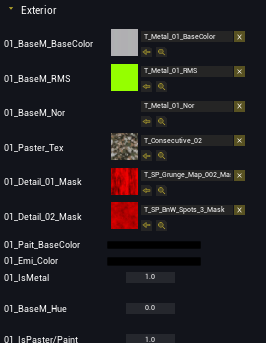 Exterior
01_BaseM_BaseColor T_Metal_01_BaseColor X
01_BaseM_RMS T_Metal_01_RMS X
01_BaseM_Nor T_Metal_01_Nor X
01_Paster_Tex T_Consecutive_02 X
01_Detail_01_Mask T_SP_Grunge_Map_002_Ma X
01_Detail_02_Mask T_SP_BnW_Spots_3_Mask X
01_Pait_BaseColor
01_Emi_Color
01_IsMetal 1.0
01_BaseM_Hue 0.0
01_IsPaster/Paint 1.0